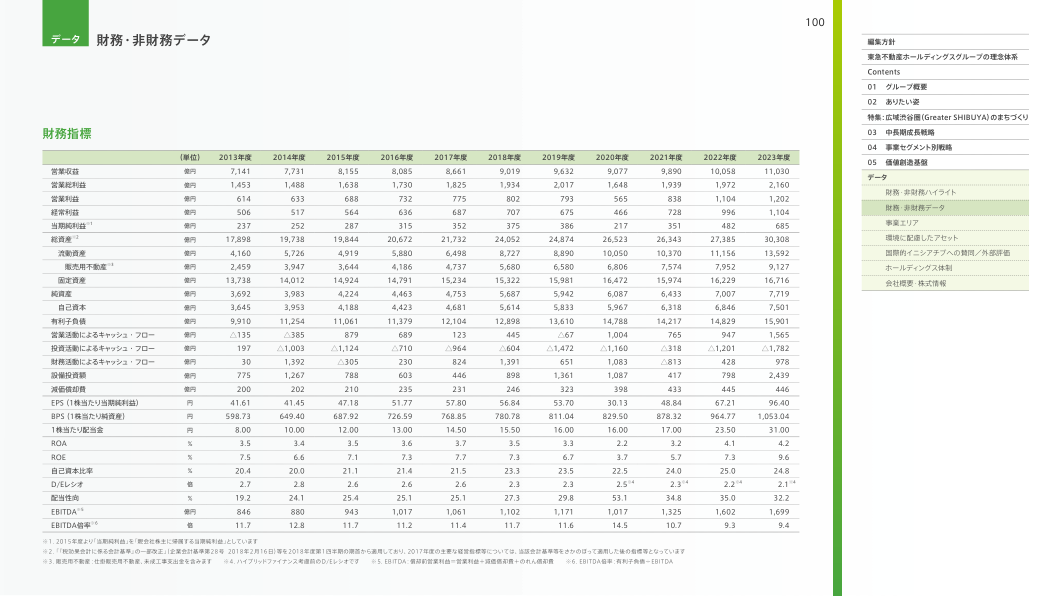 データ 財務・非財務データ
100
財務指標
(単位) 2013年度 2014年度 2015年度 2016年度 2017年度 2018年度 2019年度 2020年度 2021年度 2022年度 2023年度
営業収益 億円 7,141 7,731 8,155 8,085 8,661 9,019 9,632 9,077 9,890 10,058 11,030
営業総利益 億円 1,453 1,488 1,638 1,730 1,825 1,934 2,017 1,648 1,939 1,972 2,160
営業利益 億円 614 633 688 732 775 802 793 565 838 1,104 1,202
経常利益 億円 506 517 564 636 687 707 675 466 728 996 1,104
当期純利益※1 億円 237 252 287 315 352 375 386 217 351 482 685
総資産※2 億円 17,898 19,738 19,844 20,672 21,732 24,052 24,874 26,523 26,343 27,385 30,308
流動資産 億円 4,160 5,726 4,919 5,880 6,498 8,727 8,890 10,050 10,370 11,156 13,592
販売用不動産※3 億円 2,459 3,947 3,644 4,186 4,737 5,680 6,580 6,806 7,574 7,952 9,127
固定資産 億円 13,738 14,012 14,924 14,791 15,234 15,322 15,981 16,472 15,974 16,229 16,716
純資産 億円 3,692 3,983 4,224 4,463 4,753 5,687 5,942 6,087 6,433 7,007 7,719
自己資本 億円 3,645 3,953 4,188 4,423 4,681 5,614 5,833 5,967 6,318 6,846 7,501
有利子負債 億円 9,910 11,254 11,061 11,379 12,104 12,898 13,610 14,788 14,217 14,829 15,901
営業活動によるキャッシュ・フロー 億円 △135 △385 879 689 123 445 △67 1,004 765 947 1,565
投資活動によるキャッシュ・フロー 億円 197 △1,003 △1,124 △710 △964 △604 △1,472 △1,160 △318 △1,201 △1,782
財務活動によるキャッシュ・フロー 億円 30 1,392 △305 230 824 1,391 651 1,083 △813 428 978
設備投資額 億円 775 1,267 788 603 446 898 1,361 1,087 417 798 2,439
減価償却費 億円 200 202 210 235 231 246 323 398 433 445 446
EPS (1株当たり当期純利益) 円 41.61 41.45 47.18 51.77 57.80 56.84 53.70 30.13 48.84 67.21 96.40
BPS (1株当たり純資産) 円 598.73 649.40 687.92 726.59 768.85 780.78 811.04 829.50 878.32 964.77 1,053.04
1株当たり配当金 円 8.00 10.00 12.00 13.00 14.50 15.50 16.00 16.00 17.00 23.50 31.00
ROA % 3.5 3.4 3.5 3.6 3.7 3.5 3.3 2.2 3.2 4.1 4.2
ROE % 7.5 6.6 7.1 7.3 7.7 7.3 6.7 3.7 5.7 7.3 9.6
自己資本比率 % 20.4 20.0 21.1 21.4 21.5 23.3 23.5 22.5 24.0 25.0 24.8
D/Eレシオ 倍 2.7 2.8 2.6 2.6 2.6 2.3 2.3 2.5※4 2.3※4 2.2※4 2.1※4
配当性向 % 19.2 24.1 25.4 25.1 25.1 27.3 29.8 53.1 34.8 35.0 32.2
EBITDA※5 億円 846 880 943 1,017 1,061 1,102 1,171 1,017 1,325 1,602 1,699
EBITDA倍率※6 倍 11.7 12.8 11.7 11.2 11.4 11.7 11.6 14.5 10.7 9.3 9.4
※1. 2015年度より「当期純利益」を「親会社株主に帰属する当期純利益」としています
※2. 「『税効果会計に係る会計基準』の一部改正」(企業会計基準第28号 2018年2月16日)等を2018年度第1四半期の期首から適用しており、2017年度の主要な経営指標等については、当該会計基準等をさかのぼって適用した後の指標等となっています
※3. 販売用不動産:仕掛販売用不動産、未成工事支出金を含みます ※4. ハイブリッドファイナンス考慮前のD/Eレシオです ※5. EBITDA:償却前営業利益=営業利益+減価償却費+のれん償却費 ※6. EBITDA倍率:有利子負債÷EBITDA
編集方針
東急不動産ホールディングスグループの理念体系
Contents
01 グループ概要
02 ありたい姿
特集:広域渋谷圏(Greater SHIBUYA)のまちづくり
03 中長期成長戦略
04 事業セグメント別戦略
05 価値創造基盤
データ
財務・非財務ハイライト
財務・非財務データ
事業エリア
環境に配慮したアセット
国際的イニシアチブへの賛同/外部評価
ホールディングス体制
会社概要・株式情報